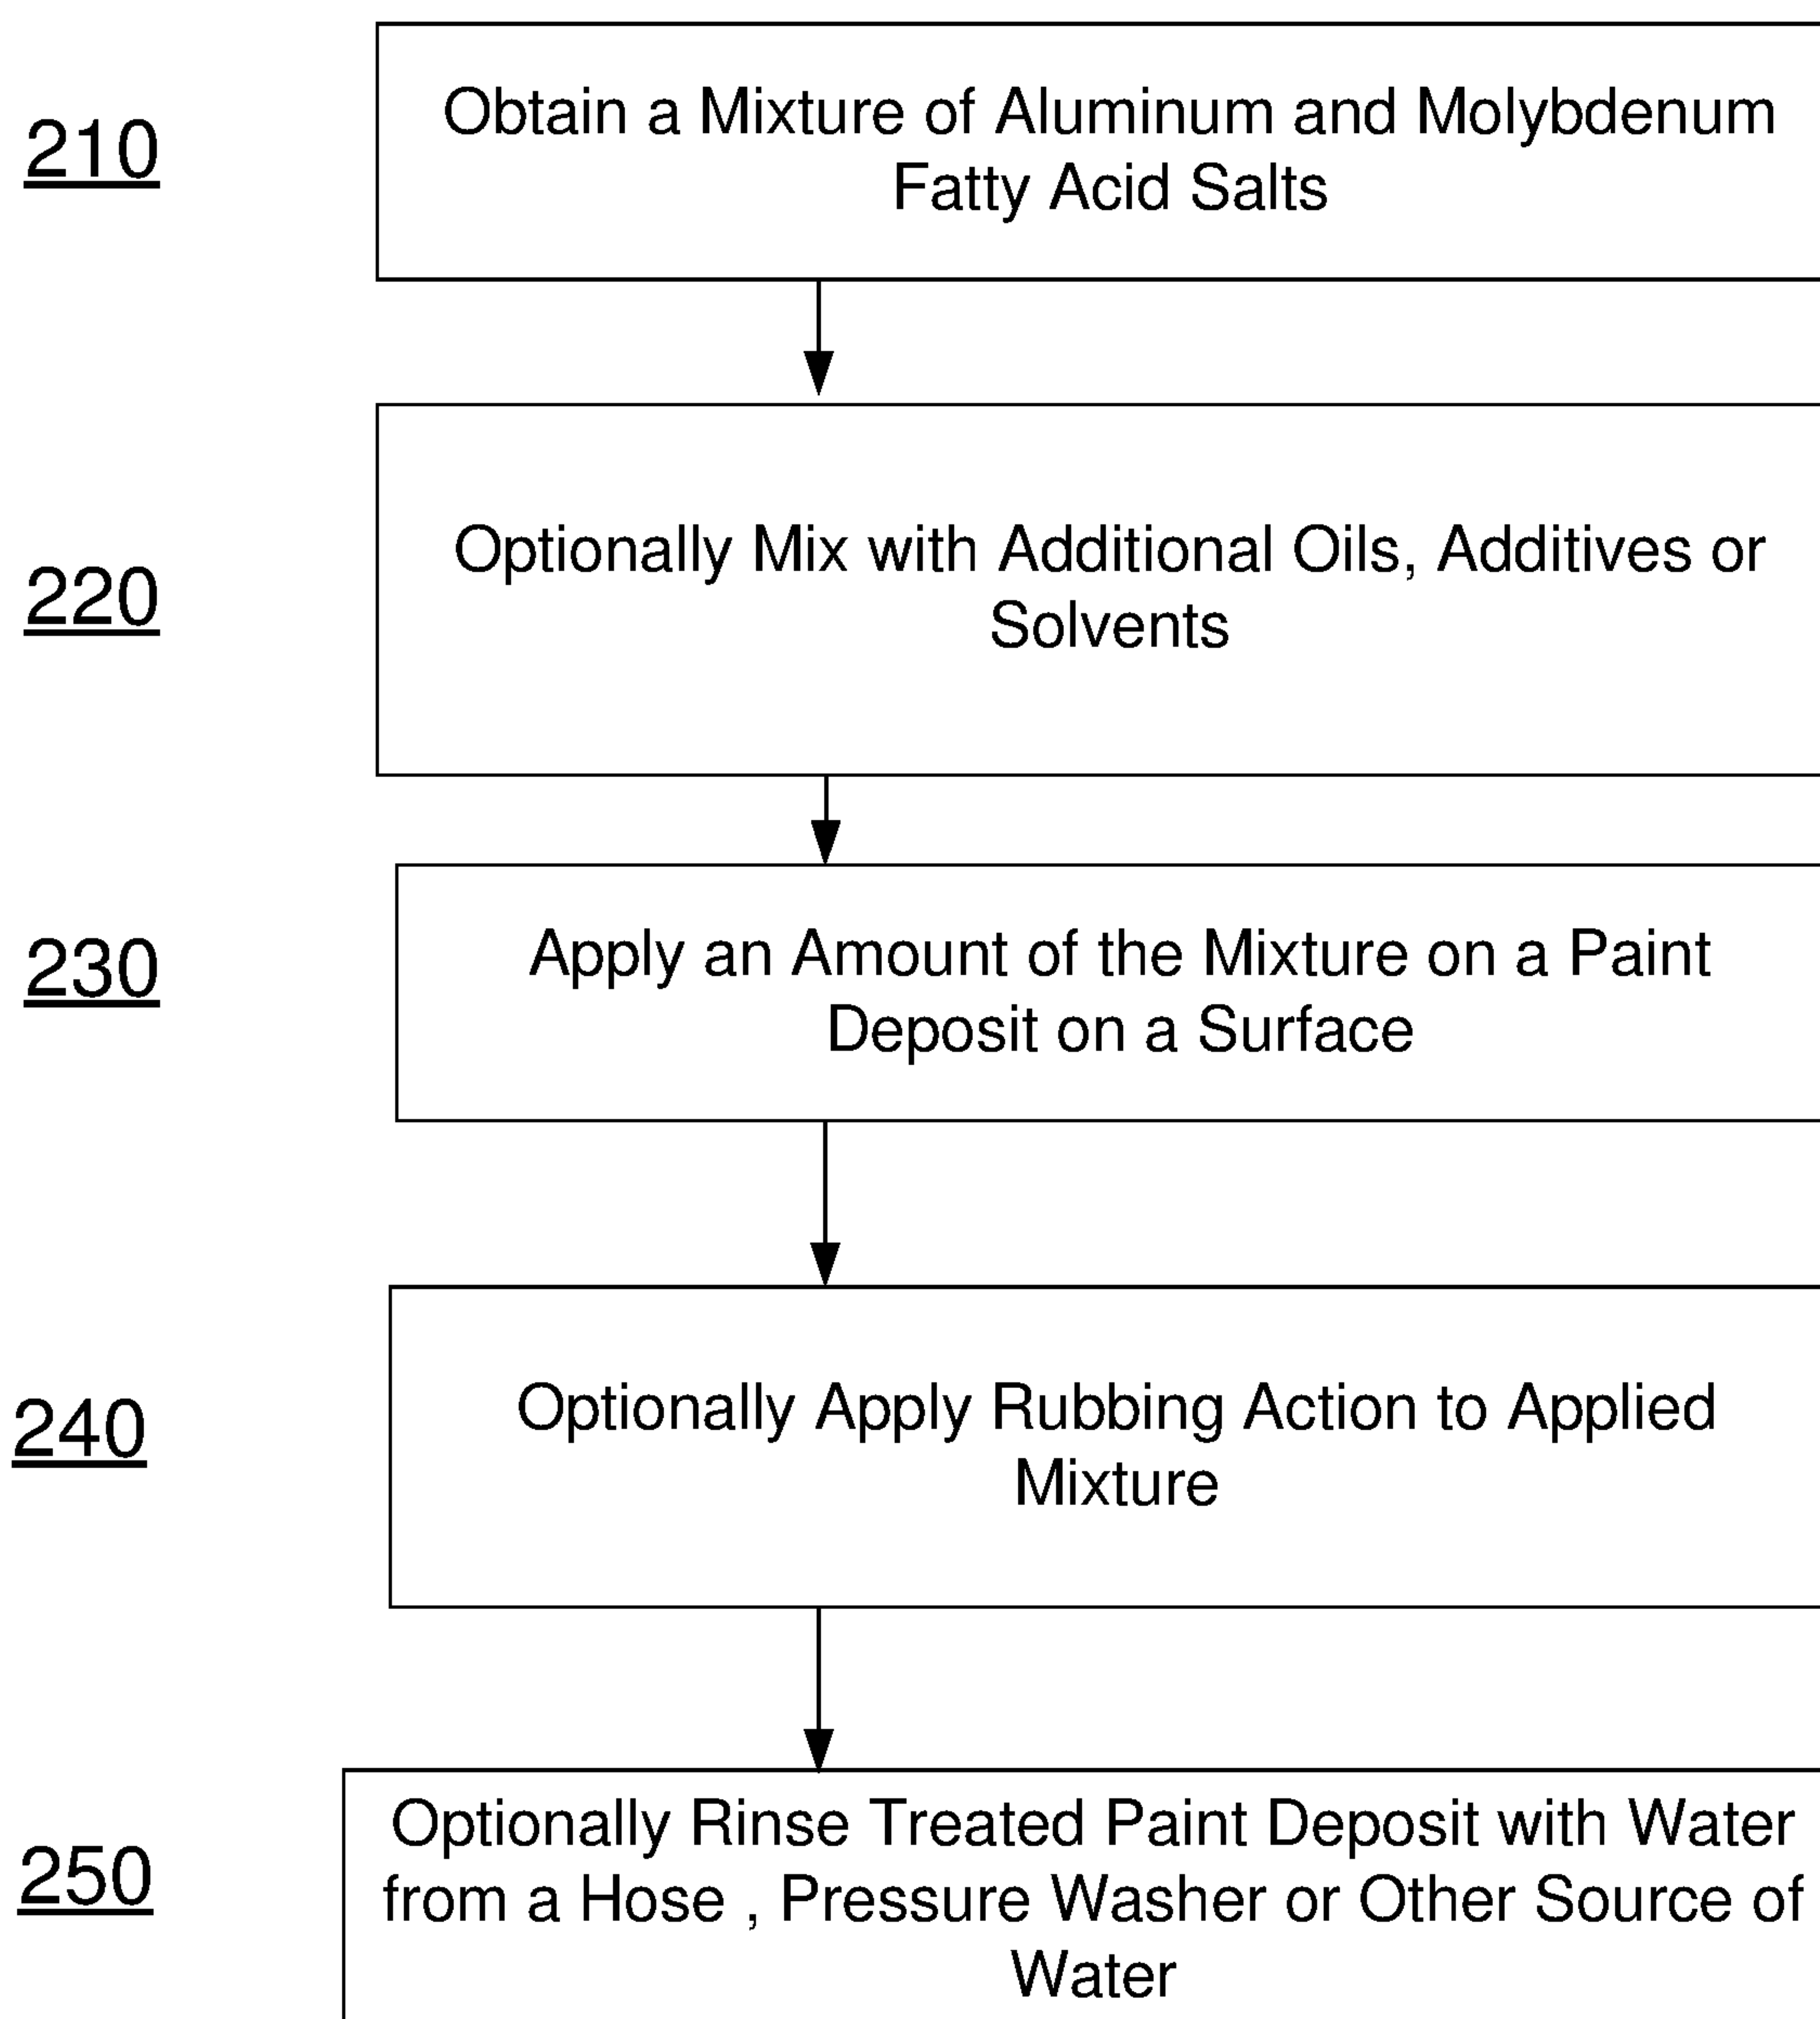 210
Obtain a Mixture of Aluminum and Molybdenum
Fatty Acid Salts
220
Optionally Mix with Additional Oils, Additives or
Solvents
230
Apply an Amount of the Mixture on a Paint
Deposit on a Surface
240
Optionally Apply Rubbing Action to Applied
Mixture
250
Optionally Rinse Treated Paint Deposit with Water
from a Hose , Pressure Washer or Other Source of
Water